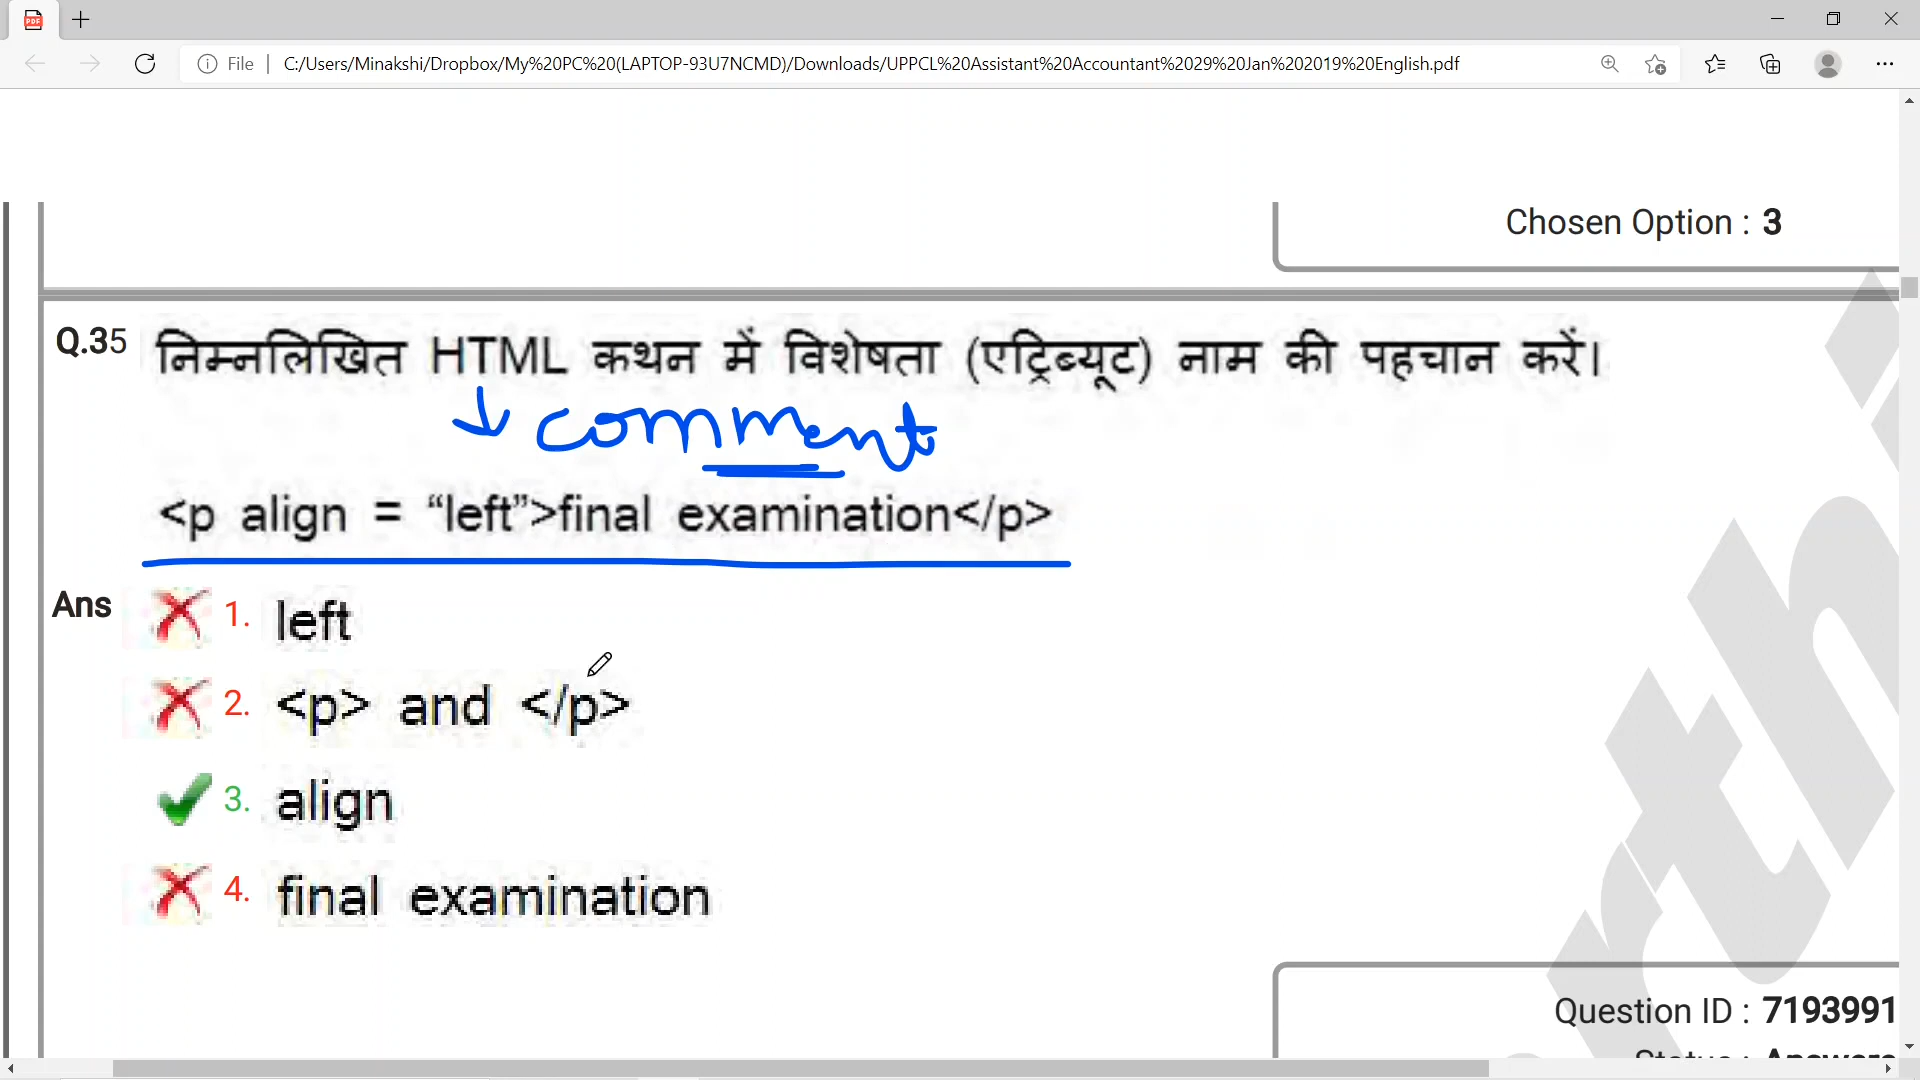 File
C:/Users/Minakshi/Dropbox/My%20PC%20(LAPTOP-93U7NCMD)/Downloads/UPPCL%20Assistant%20Accountant%2029%20Jan%202019%20English.pdf
Chosen Option : 3
Q.35 निम्नलिखित HTML कथन में विशेषता (एट्रिब्यूट) नाम की पहचान करें।
comment
<p align = “left”>final examination</p>
Ans 1. left
2. <p> and </p>
3. align
4. final examination
Question ID : 7193991